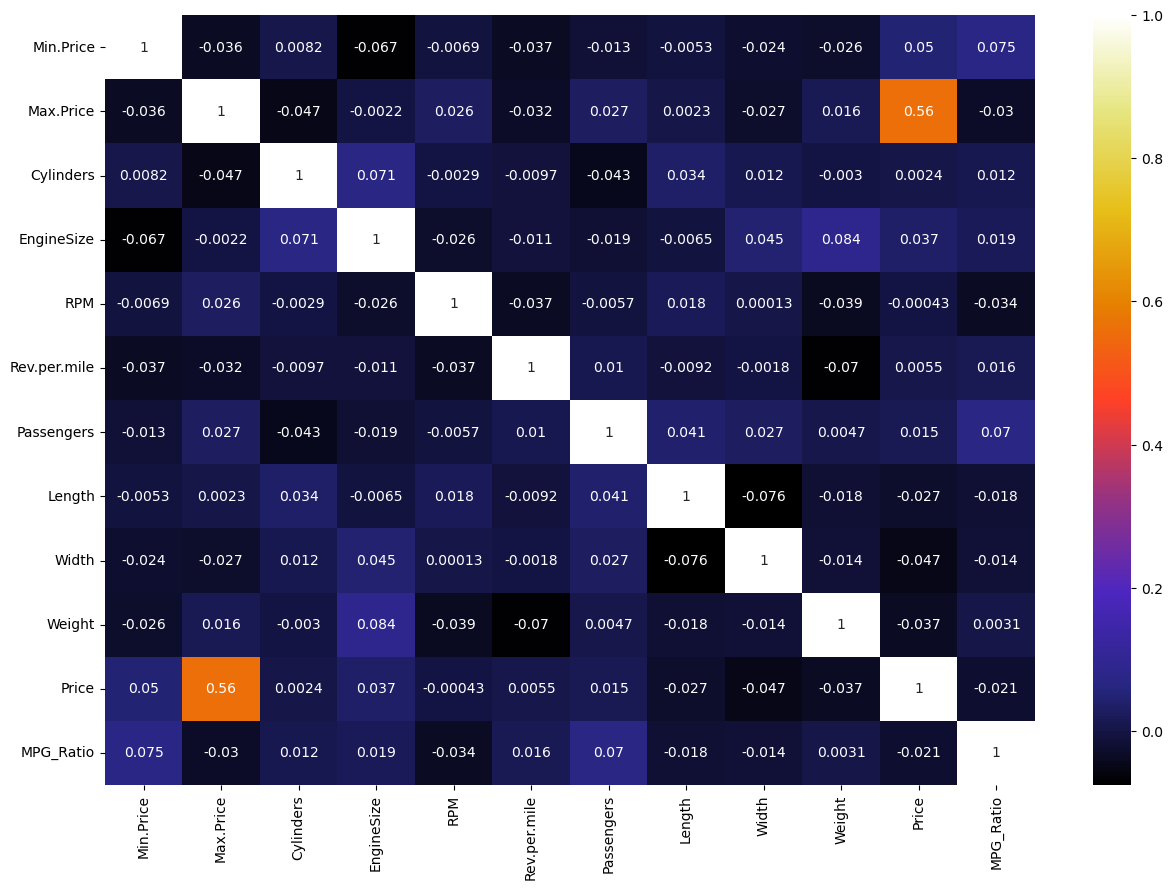 Min.Price 1 -0.036 0.0082 -0.067 -0.0069 -0.037 -0.013 -0.0053 -0.024 -0.026 0.05 0.075
Max.Price -0.036 1 -0.047 -0.0022 0.026 -0.032 0.027 0.0023 -0.027 0.016 0.56 -0.03
Cylinders 0.0082 -0.047 1 0.071 -0.0029 -0.0097 -0.043 0.034 0.012 -0.003 0.0024 0.012
EngineSize -0.067 -0.0022 0.071 1 -0.026 -0.011 -0.019 -0.0065 0.045 0.084 0.037 0.019
RPM -0.0069 0.026 -0.0029 -0.026 1 -0.037 -0.0057 0.018 0.00013 -0.039 -0.00043 -0.034
Rev.per.mile -0.037 -0.032 -0.0097 -0.011 -0.037 1 0.01 -0.0092 -0.0018 -0.07 0.0055 0.016
Passengers -0.013 0.027 -0.043 -0.019 -0.0057 0.01 1 0.041 0.027 0.0047 0.015 0.07
Length -0.0053 0.0023 0.034 -0.0065 0.018 -0.0092 0.041 1 -0.076 -0.018 -0.027 -0.018
Width -0.024 -0.027 0.012 0.045 0.00013 -0.0018 0.027 -0.076 1 -0.014 -0.047 -0.014
Weight -0.026 0.016 -0.003 0.084 -0.039 -0.07 0.0047 -0.018 -0.014 1 -0.037 0.0031
Price 0.05 0.56 0.0024 0.037 -0.00043 0.0055 0.015 -0.027 -0.047 -0.037 1 -0.021
MPG_Ratio 0.075 -0.03 0.012 0.019 -0.034 0.016 0.07 -0.018 -0.014 0.0031 -0.021 1
Min.Price
Max.Price
Cylinders
EngineSize
RPM
Rev.per.mile
Passengers
Length
Width
Weight
Price
MPG_Ratio
1.0
0.8
0.6
0.4
0.2
0.0